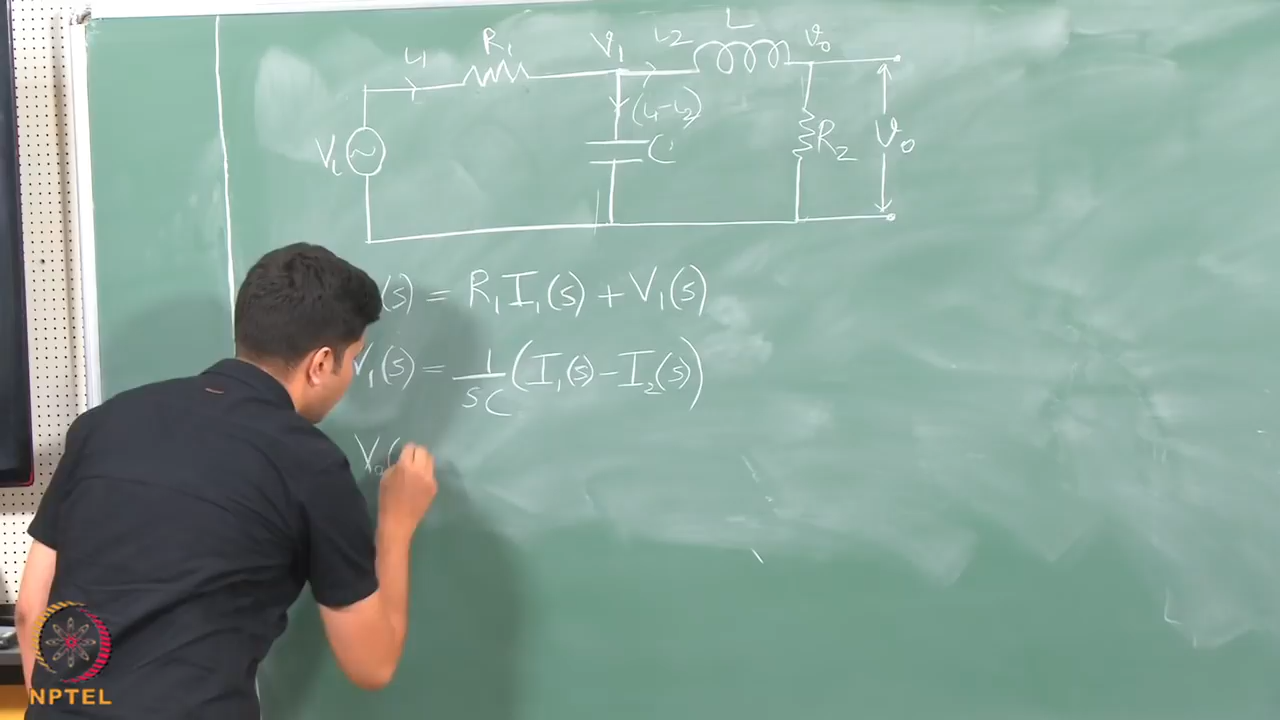 i₁ R₁ V₁ i₂ L v₀
Vᵢ (i₁-i₂) C R₂ v₀
(s) = R₁I₁(s) + V₁(s)
V₁(s) = 1/sC (I₁(s) - I₂(s))
V₀(
NPTEL